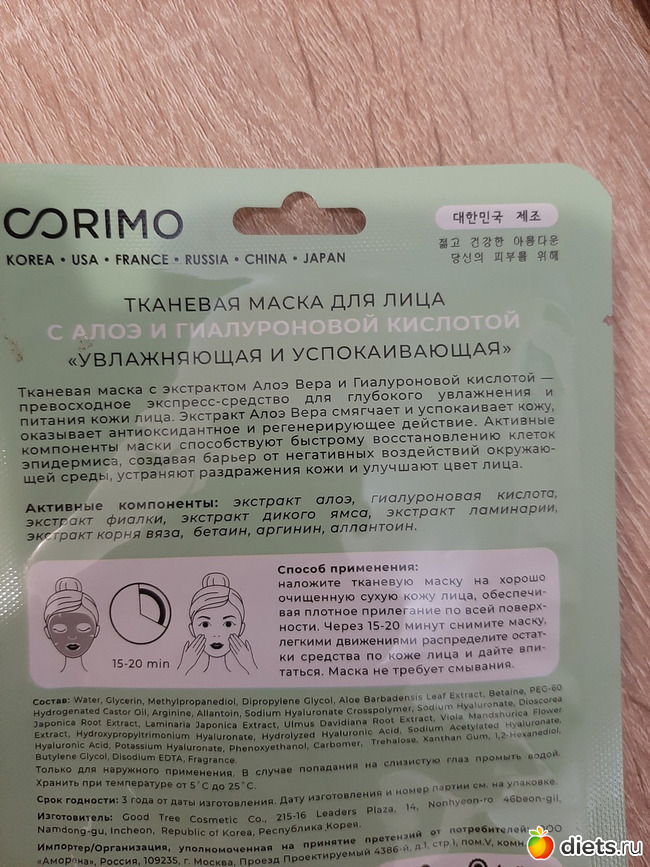 CORIMO
대한민국 제조
KOREA • USA • FRANCE • RUSSIA • CHINA • JAPAN
젊고 건강한 아름다운
당신의 피부를 위해
ТКАНЕВАЯ МАСКА ДЛЯ ЛИЦА
С АЛОЭ И ГИАЛУРОНОВОЙ КИСЛОТОЙ
«УВЛАЖНЯЮЩАЯ И УСПОКАИВАЮЩАЯ»
Тканевая маска с экстрактом Алоэ Вера и Гиалуроновой кислотой —
превосходное экспресс-средство для глубокого увлажнения и
питания кожи лица. Экстракт Алоэ Вера смягчает и успокаивает кожу,
оказывает антиоксидантное и регенерирующее действие. Активные
компоненты маски способствуют быстрому восстановлению клеток
эпидермиса, создавая барьер от негативных воздействий окружаю-
щей среды, устраняют раздражения кожи и улучшают цвет лица.
Активные компоненты: экстракт алоэ, гиалуроновая кислота,
экстракт фиалки, экстракт дикого ямса, экстракт ламинарии,
экстракт корня вяза, бетаин, аргинин, аллантоин.
Способ применения:
наложите тканевую маску на хорошо
очищенную сухую кожу лица, обеспечи-
вая плотное прилегание по всей поверх-
ности. Через 15-20 минут снимите маску,
легкими движениями распределите остат-
ки средства по коже лица и дайте впи-
таться. Маска не требует смывания.
15-20 min
Состав: Water, Glycerin, Methylpropanediol, Dipropylene Glycol, Aloe Barbadensis Leaf Extract, Betaine, PEG-60
Hydrogenated Castor Oil, Arginine, Allantoin, Sodium Hyaluronate Crosspolymer, Sodium Hyaluronate, Dioscorea
Japonica Root Extract, Laminaria Japonica Extract, Ulmus Davidiana Root Extract, Viola Mandshurica Flower
Extract, Hydroxypropyltrimonium Hyaluronate, Hydrolyzed Hyaluronic Acid, Sodium Acetylated Hyaluronate,
Hyaluronic Acid, Potassium Hyaluronate, Phenoxyethanol, Carbomer, Trehalose, Xanthan Gum, 1,2-Hexanediol,
Butylene Glycol, Disodium EDTA, Fragrance.
Только для наружного применения. В случае попадания на слизистую глаз промыть водой.
Хранить при температуре от 5°C до 25°C.
Срок годности: 3 года от даты изготовления. Дату изготовления и номер партии см. на упаковке.
Изготовитель: Good Tree Cosmetic Co., 215-16 Leaders Plaza, 14, Nonhyeon-ro 46beon-gil,
Namdong-gu, Incheon, Republic of Korea, Республика Корея.
Импортер/Организация, уполномоченная на принятие претензий от потребителей: ООО
«Аморена», Россия, 109235, г. Москва, Проезд Проектируемый 4386-й, д.1, стр 1, пом.V,
diets.ru